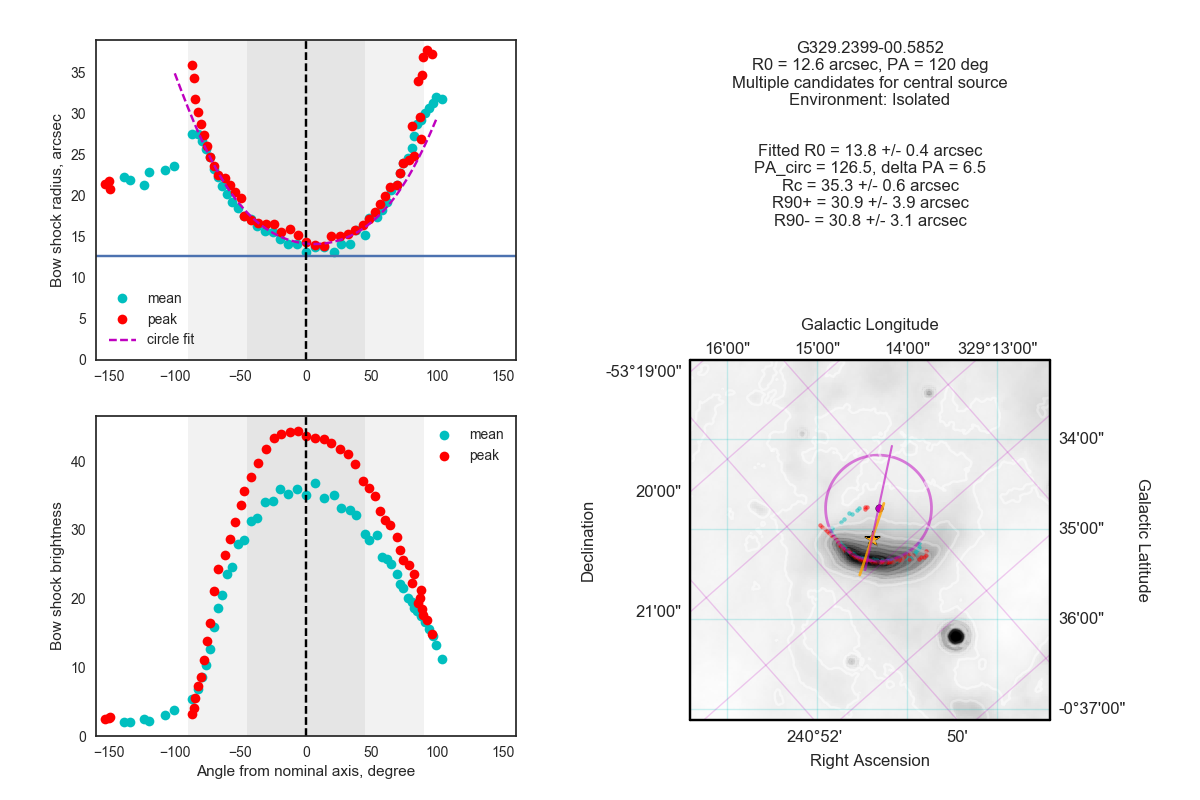 Bow shock radius, arcsec
35
30
25
20
15
10
5
0
mean
peak
circle fit
−150 −100 −50 0 50 100 150
Bow shock brightness
40
30
20
10
0
mean
peak
−150 −100 −50 0 50 100 150
Angle from nominal axis, degree
G329.2399-00.5852
R0 = 12.6 arcsec, PA = 120 deg
Multiple candidates for central source
Environment: Isolated
Fitted R0 = 13.8 +/- 0.4 arcsec
PA_circ = 126.5, delta PA = 6.5
Rc = 35.3 +/- 0.6 arcsec
R90+ = 30.9 +/- 3.9 arcsec
R90- = 30.8 +/- 3.1 arcsec
Galactic Longitude
16'00" 15'00" 14'00" 329°13'00"
-53°19'00"
20'00"
21'00"
Declination
34'00"
35'00"
36'00"
-0°37'00"
Galactic Latitude
240°52' 50'
Right Ascension